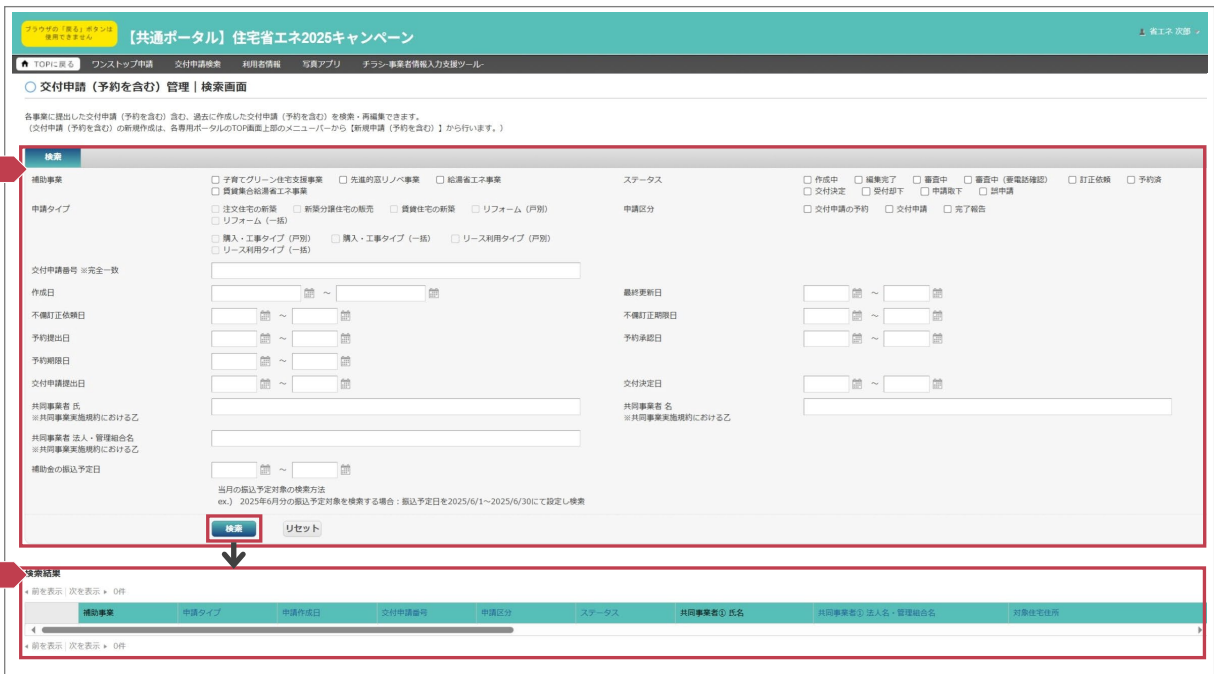 ブラウザの「戻る」ボタンは
使用できません
【共通ポータル】住宅省エネ2025キャンペーン
省エネ 次郎
TOPに戻る ワンストップ申請 交付申請検索 利用者情報 写真アプリ チラシ-事業者情報入力支援ツール-
交付申請（予約を含む）管理｜検索画面
各事業に提出した交付申請（予約を含む）含む、過去に作成した交付申請（予約を含む）を検索・再編集できます。
（交付申請（予約を含む）の新規作成は、各専用ポータルのTOP画面上部のメニューバーから【新規申請（予約を含む）】から行います。）
検索
補助事業 子育てグリーン住宅支援事業 先進的窓リノベ事業 給湯省エネ事業
賃貸集合給湯省エネ事業
ステータス 作成中 編集完了 審査中 審査中（要電話確認） 訂正依頼 予約済
交付決定 受付却下 申請取下 誤申請
申請タイプ 注文住宅の新築 新築分譲住宅の販売 賃貸住宅の新築 リフォーム（戸別）
リフォーム（一括）
購入・工事タイプ（戸別） 購入・工事タイプ（一括） リース利用タイプ（戸別）
リース利用タイプ（一括）
申請区分 交付申請の予約 交付申請 完了報告
交付申請番号 ※完全一致
作成日 ～ 最終更新日 ～
不備訂正依頼日 ～ 不備訂正期限日 ～
予約提出日 ～ 予約承認日 ～
予約期限日 ～
交付申請提出日 ～ 交付決定日 ～
共同事業者 氏
※共同事業実施規約における乙
共同事業者 名
※共同事業実施規約における乙
共同事業者 法人・管理組合名
※共同事業実施規約における乙
補助金の振込予定日 ～
当月の振込予定対象の検索方法
ex.） 2025年6月分の振込予定対象を検索する場合：振込予定日を2025/6/1～2025/6/30にて設定し検索
検索 リセット
検索結果
前を表示 | 次を表示 0件
補助事業 申請タイプ 申請作成日 交付申請番号 申請区分 ステータス 共同事業者① 氏名 共同事業者① 法人名・管理組合名 対象住宅住所
前を表示 | 次を表示 0件